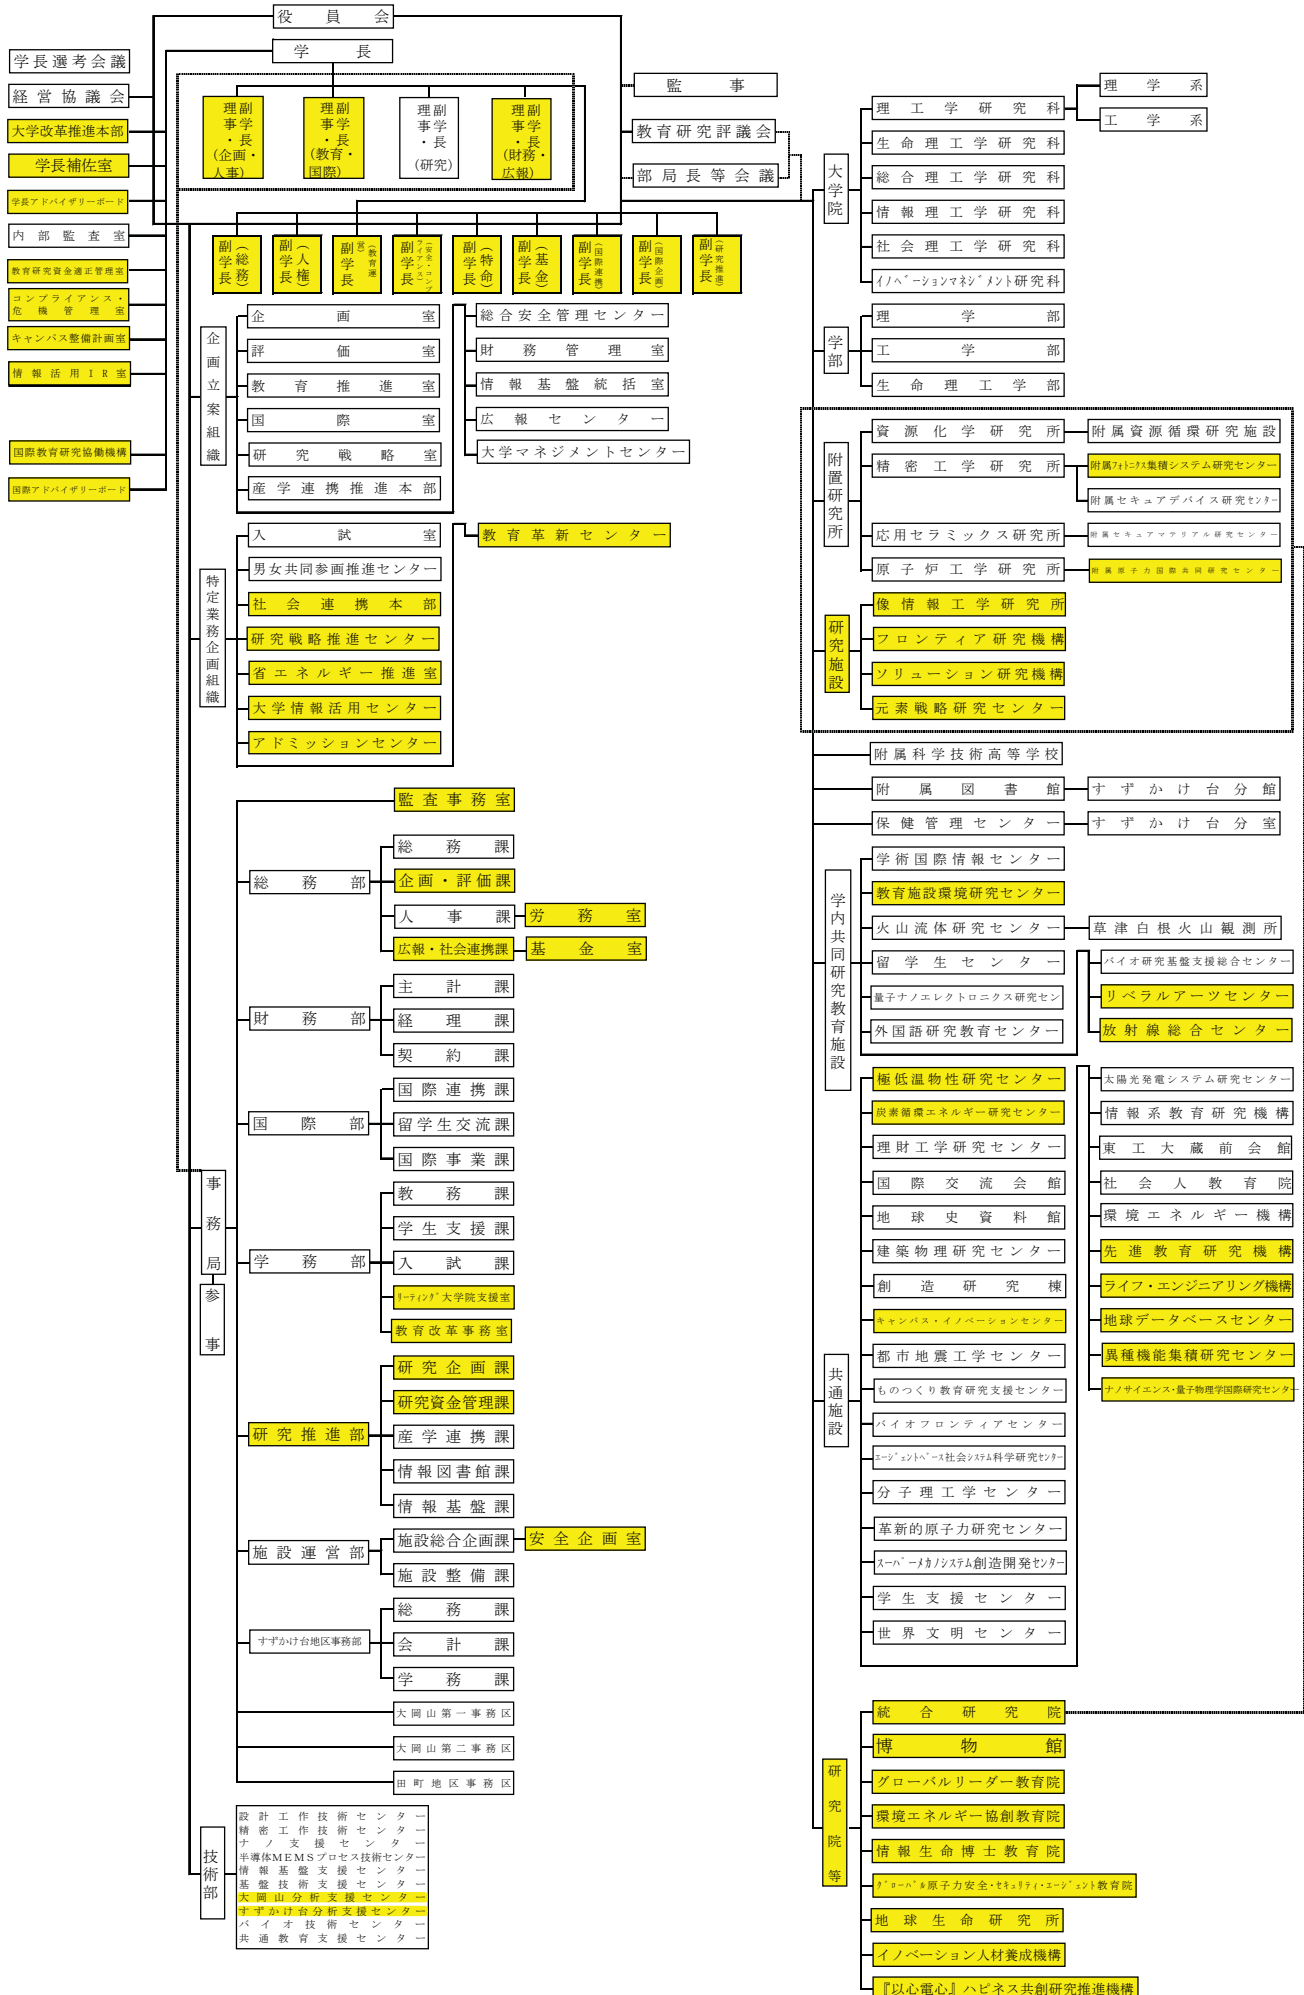 役員会
学長
学長選考会議
経営協議会
大学改革推進本部
学長補佐室
学長アドバイザリーボード
内部監査室
教育研究資金適正管理室
コンプライアンス・
危機管理室
キャンパス整備計画室
情報活用IR室
国際教育研究協働機構
国際アドバイザリーボード
理事・副学長(企画・人事)
理事・副学長(教育・国際)
理事・副学長(研究)
理事・副学長(財務・広報)
監事
教育研究評議会
部局長等会議
副学長(総務)
副学長(人権)
副学長(教育運営)
副学長(安全・コンプライアンス)
副学長(特命)
副学長(基金)
副学長(国際連携)
副学長(国際企画)
副学長(研究推進)
企画立案組織
企画室
評価室
教育推進室
国際室
研究戦略室
産学連携推進本部
総合安全管理センター
財務管理室
情報基盤統括室
広報センター
大学マネジメントセンター
特定業務企画組織
入試室
男女共同参画推進センター
社会連携本部
研究戦略推進センター
省エネルギー推進室
大学情報活用センター
アドミッションセンター
教育革新センター
事務局
参事
監査事務室
総務部
総務課
企画・評価課
人事課
労務室
広報・社会連携課
基金室
財務部
主計課
経理課
契約課
国際部
国際連携課
留学生交流課
国際事業課
学務部
教務課
学生支援課
入試課
リーディング大学院支援室
教育改革事務室
研究推進部
研究企画課
研究資金管理課
産学連携課
情報図書館課
情報基盤課
施設運営部
施設総合企画課
安全企画室
施設整備課
すずかけ台地区事務部
総務課
会計課
学務課
大岡山第一事務区
大岡山第二事務区
田町地区事務区
技術部
設計工作技術センター
精密工作技術センター
ナノ支援センター
半導体MEMSプロセス技術センター
情報基盤支援センター
基盤技術支援センター
大岡山分析支援センター
すずかけ台分析支援センター
バイオ技術センター
共通教育支援センター
大学院
理工学研究科
理学系
工学系
生命理工学研究科
総合理工学研究科
情報理工学研究科
社会理工学研究科
イノベーションマネジメント研究科
学部
理学部
工学部
生命理工学部
附置研究所
資源化学研究所
附属資源循環研究施設
精密工学研究所
附属フォトニクス集積システム研究センター
附属セキュアデバイス研究センター
応用セラミックス研究所
附属セキュアマテリアル研究センター
原子炉工学研究所
附属原子力国際共同研究センター
研究施設
像情報工学研究所
フロンティア研究機構
ソリューション研究機構
元素戦略研究センター
附属科学技術高等学校
附属図書館
すずかけ台分館
保健管理センター
すずかけ台分室
学内共同研究教育施設
学術国際情報センター
教育施設環境研究センター
火山流体研究センター
草津白根火山観測所
留学生センター
量子ナノエレクトロニクス研究セン
外国語研究教育センター
バイオ研究基盤支援総合センター
リベラルアーツセンター
放射線総合センター
共通施設
極低温物性研究センター
炭素循環エネルギー研究センター
理財工学研究センター
国際交流会館
地球史資料館
建築物理研究センター
創造研究棟
キャンパス・イノベーションセンター
都市地震工学センター
ものつくり教育研究支援センター
バイオフロンティアセンター
エージェントベース社会システム科学研究センター
分子理工学センター
革新的原子力研究センター
スーパーメカノシステム創造開発センター
学生支援センター
世界文明センター
太陽光発電システム研究センター
情報系教育研究機構
東工大蔵前会館
社会人教育院
環境エネルギー機構
先進教育研究機構
ライフ・エンジニアリング機構
地球データベースセンター
異種機能集積研究センター
ナノサイエンス・量子物理学国際研究センター
研究院等
統合研究院
博物館
グローバルリーダー教育院
環境エネルギー協創教育院
情報生命博士教育院
グローバル原子力安全・セキュリティ・エージェント教育院
地球生命研究所
イノベーション人材養成機構
『以心電心』ハピネス共創研究推進機構